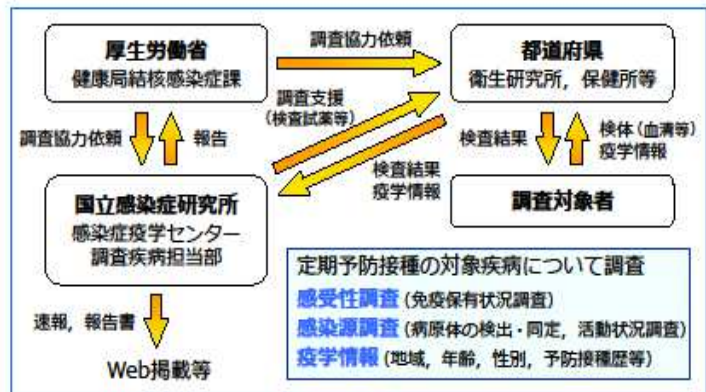 厚生労働省
健康局結核感染症課
調査協力依頼
都道府県
衛生研究所，保健所等
調査協力依頼
報告
調査支援
(検査試薬等)
検査結果
疫学情報
検査結果
検体（血清等）
疫学情報
国立感染症研究所
感染症疫学センター
調査疾病担当部
調査対象者
速報，報告書
Web掲載等
定期予防接種の対象疾病について調査
感受性調査 (免疫保有状況調査)
感染源調査 (病原体の検出・同定，活動状況調査)
疫学情報 (地域，年齢，性別，予防接種歴等)